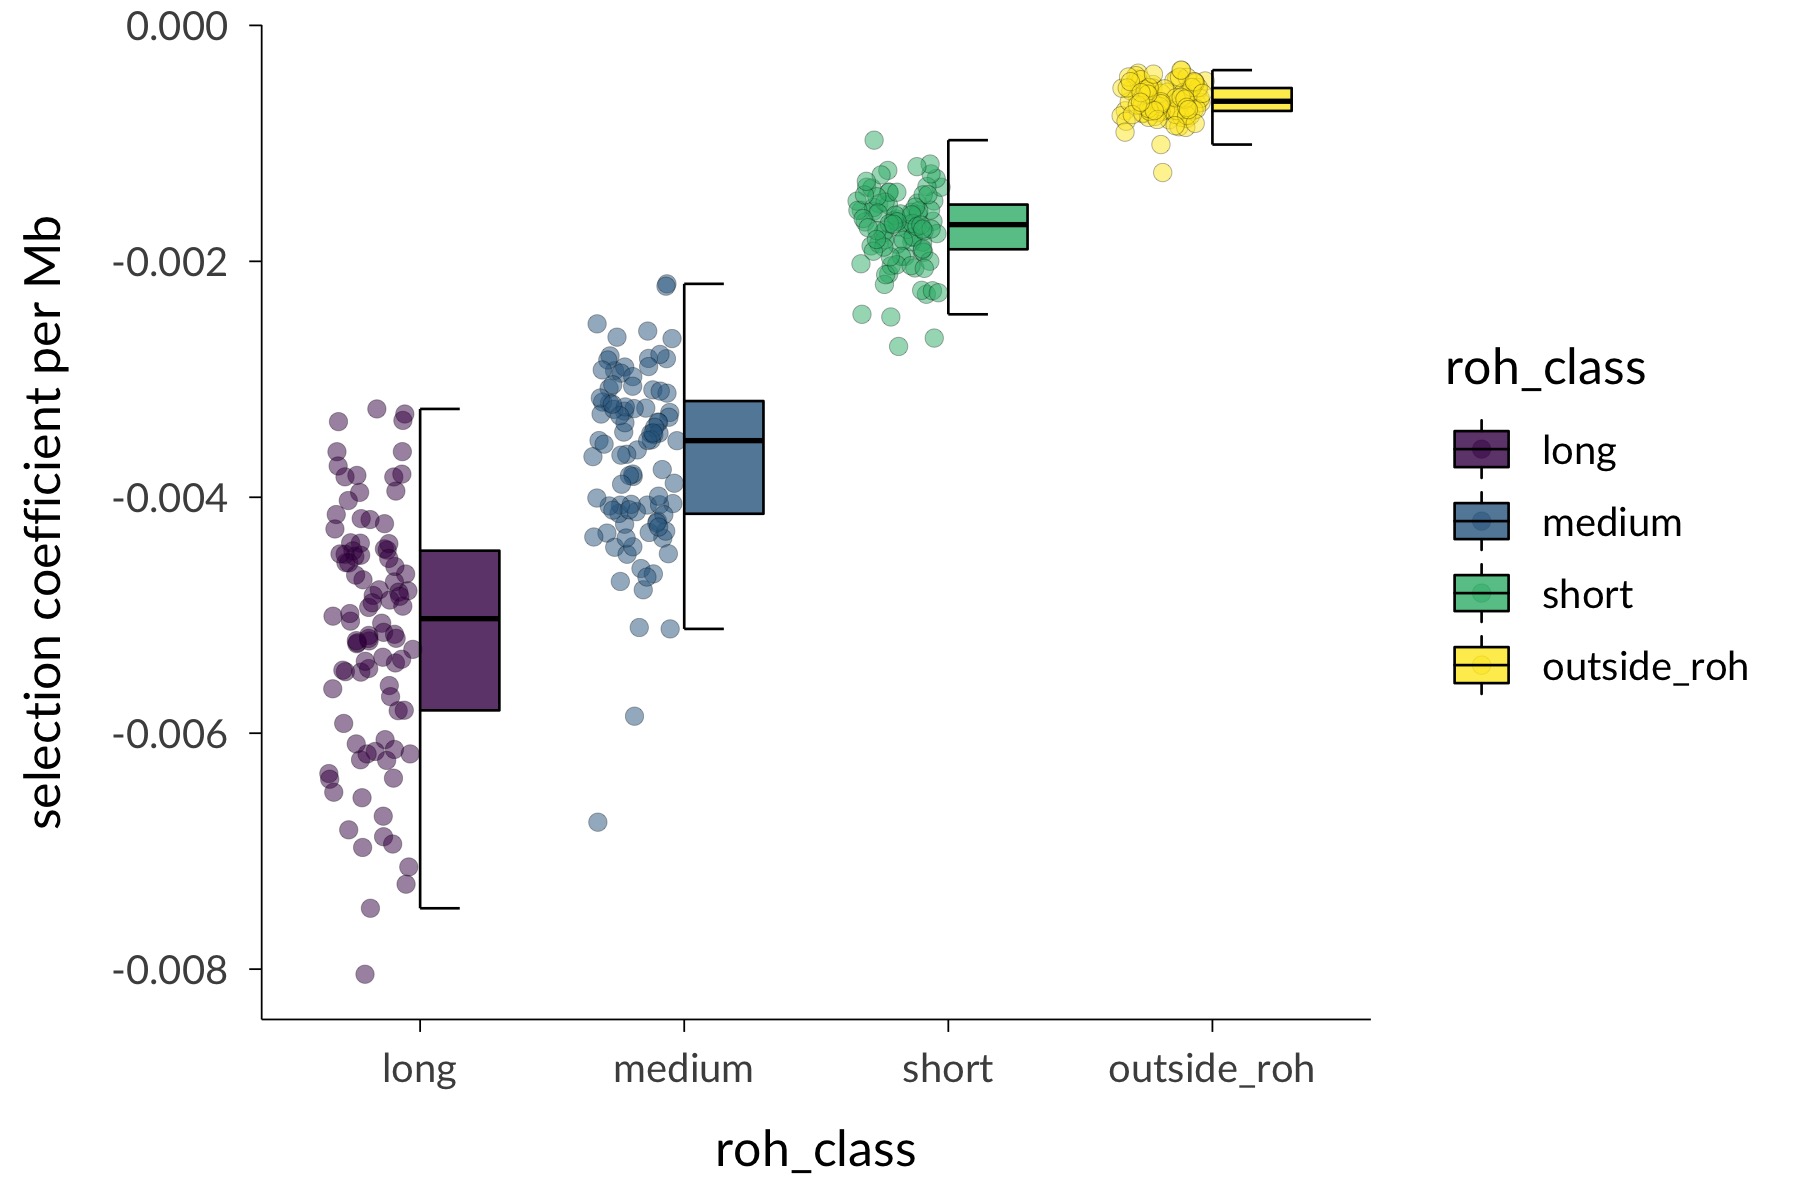 selection coefficient per Mb
0.000
-0.002
-0.004
-0.006
-0.008
long
medium
short
outside_roh
roh_class
roh_class
long
medium
short
outside_roh